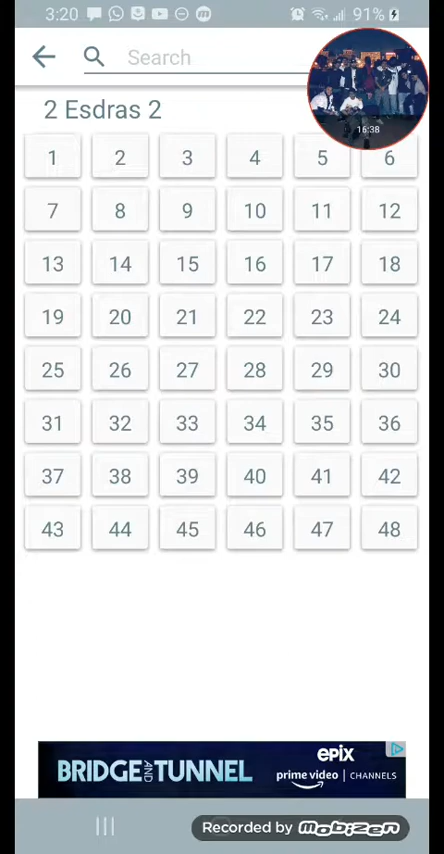 3:20 91%
Search
16:38
2 Esdras 2
1 2 3 4 5 6
7 8 9 10 11 12
13 14 15 16 17 18
19 20 21 22 23 24
25 26 27 28 29 30
31 32 33 34 35 36
37 38 39 40 41 42
43 44 45 46 47 48
BRIDGE AND TUNNEL
epix
prime video | CHANNELS
Recorded by Mobizen